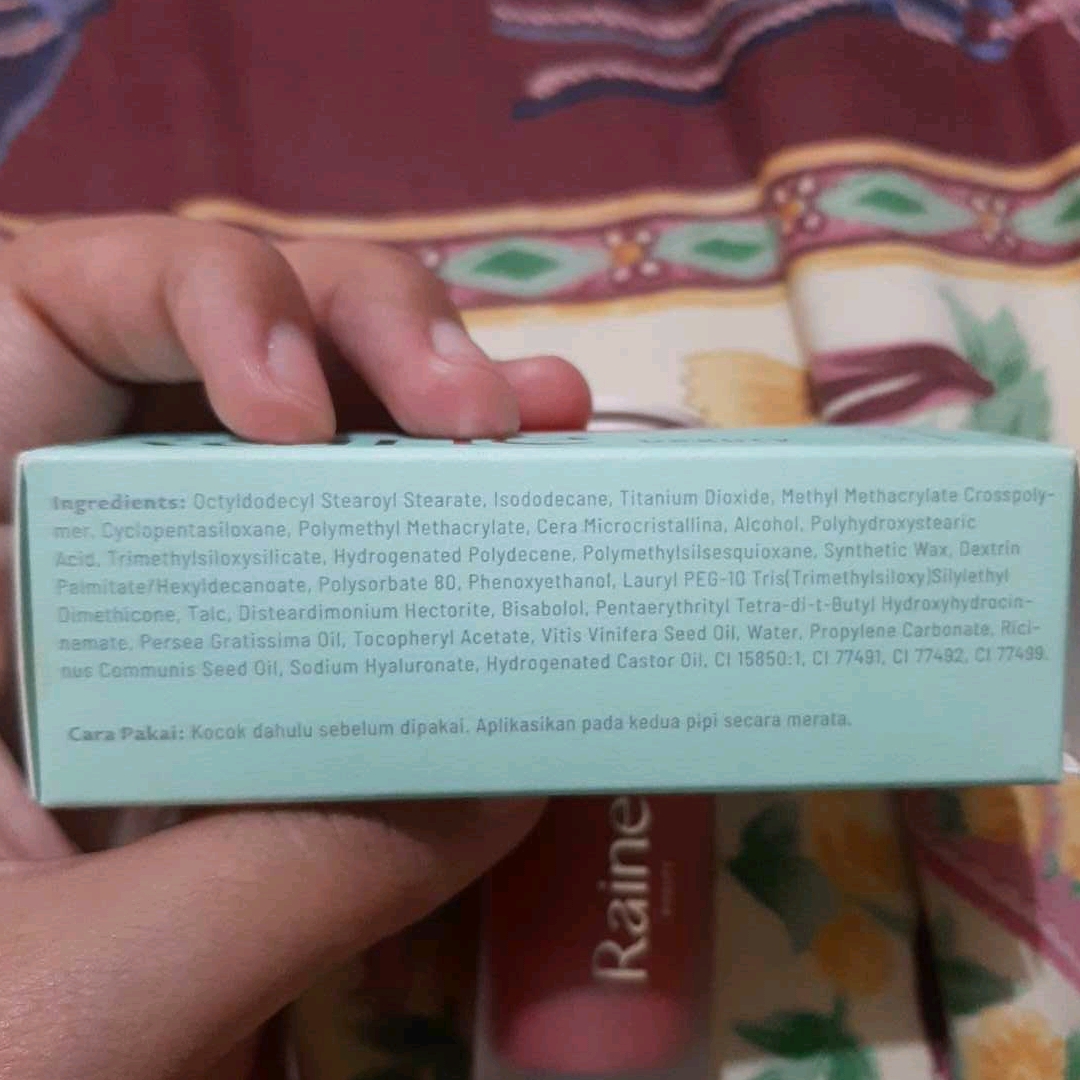 Ingredients: Octyldodecyl Stearoyl Stearate, Isododecane, Titanium Dioxide, Methyl Methacrylate Crosspoly-
mer, Cyclopentasiloxane, Polymethyl Methacrylate, Cera Microcristallina, Alcohol, Polyhydroxystearic
Acid, Trimethylsiloxysilicate, Hydrogenated Polydecene, Polymethylsilsesquioxane, Synthetic Wax, Dextrin
Palmitate/Hexyldecanoate, Polysorbate 80, Phenoxyethanol, Lauryl PEG-10 Tris(Trimethylsiloxy)Silylethyl
Dimethicone, Talc, Disteardimonium Hectorite, Bisabolol, Pentaerythrityl Tetra-di-t-Butyl Hydroxyhydrocin-
namate, Persea Gratissima Oil, Tocopheryl Acetate, Vitis Vinifera Seed Oil, Water, Propylene Carbonate, Rici-
nus Communis Seed Oil, Sodium Hyaluronate, Hydrogenated Castor Oil, CI 15850:1, CI 77491, CI 77492, CI 77499.
Cara Pakai: Kocok dahulu sebelum dipakai. Aplikasikan pada kedua pipi secara merata.
Raine